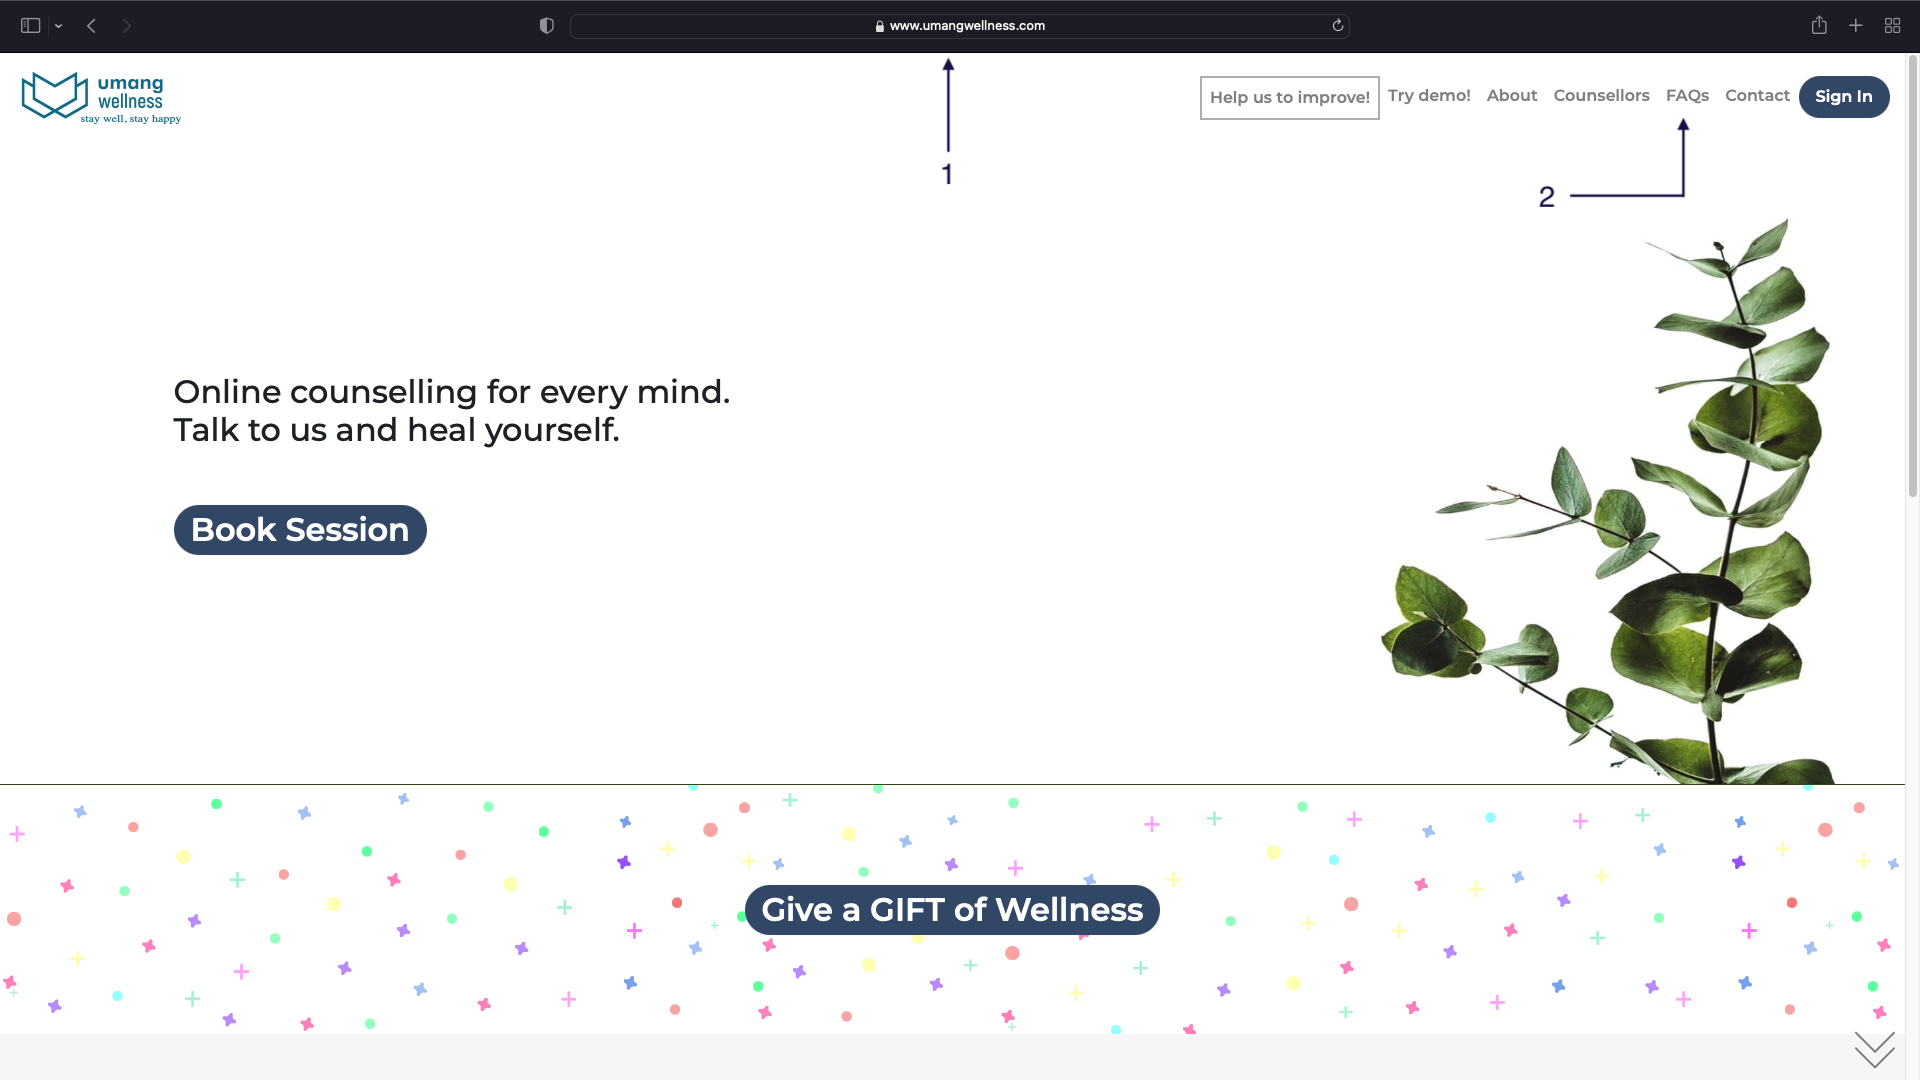 www.umangwellness.com
umang
wellness
stay well, stay happy
Help us to improve! Try demo! About Counsellors FAQs Contact Sign In
1
2
Online counselling for every mind.
Talk to us and heal yourself.
Book Session
Give a GIFT of Wellness